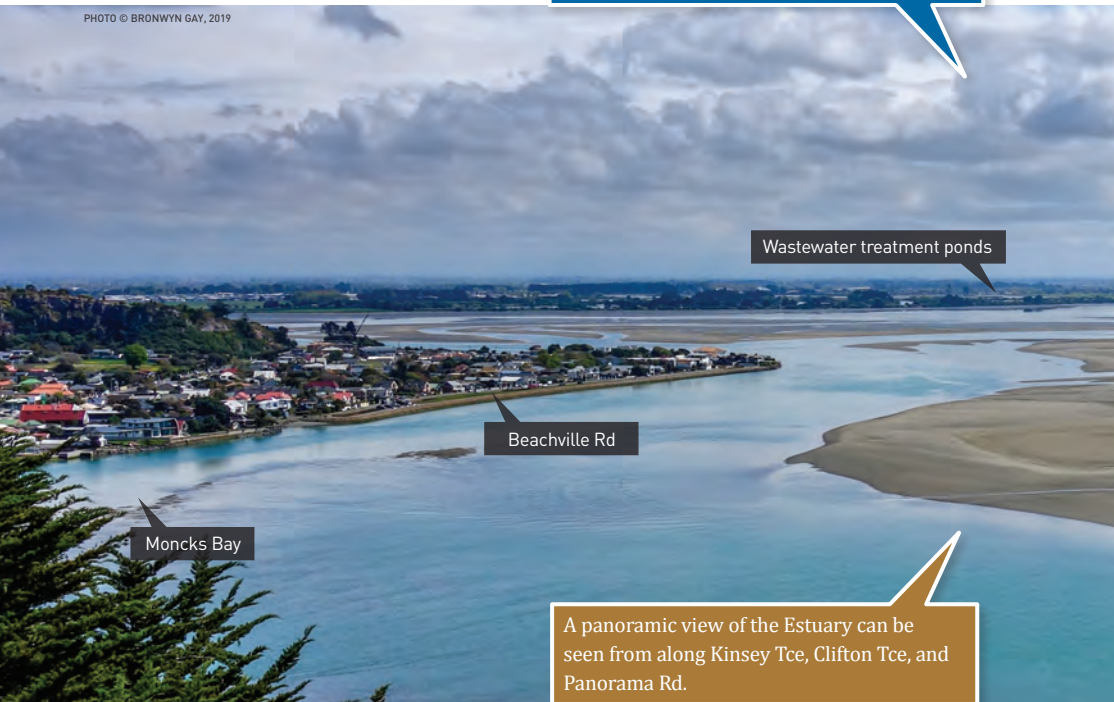 PHOTO © BRONWYN GAY, 2019
Wastewater treatment ponds
Beachville Rd
Moncks Bay
A panoramic view of the Estuary can be
seen from along Kinsey Tce, Clifton Tce, and
Panorama Rd.